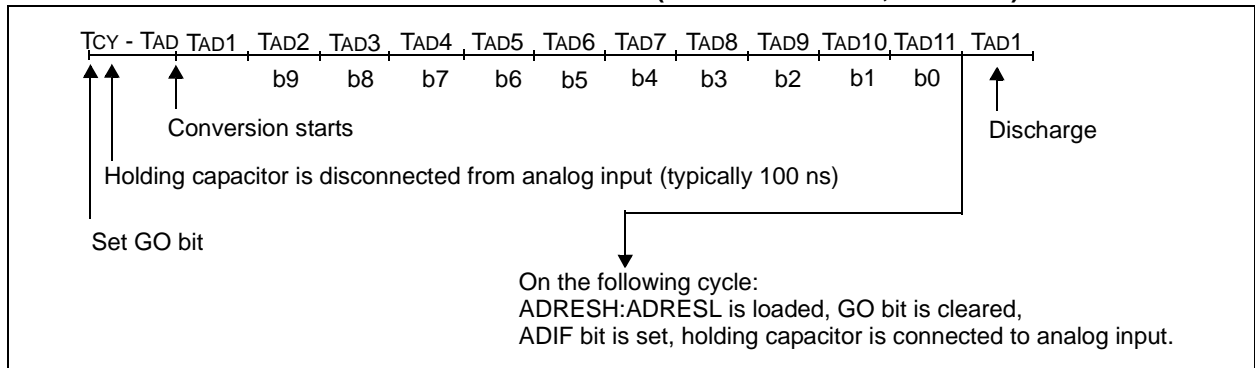 TCY - TAD TAD1 TAD2 TAD3 TAD4 TAD5 TAD6 TAD7 TAD8 TAD9 TAD10 TAD11 TAD1
b9 b8 b7 b6 b5 b4 b3 b2 b1 b0
Conversion starts
Discharge
Holding capacitor is disconnected from analog input (typically 100 ns)
Set GO bit
On the following cycle:
ADRESH:ADRESL is loaded, GO bit is cleared,
ADIF bit is set, holding capacitor is connected to analog input.